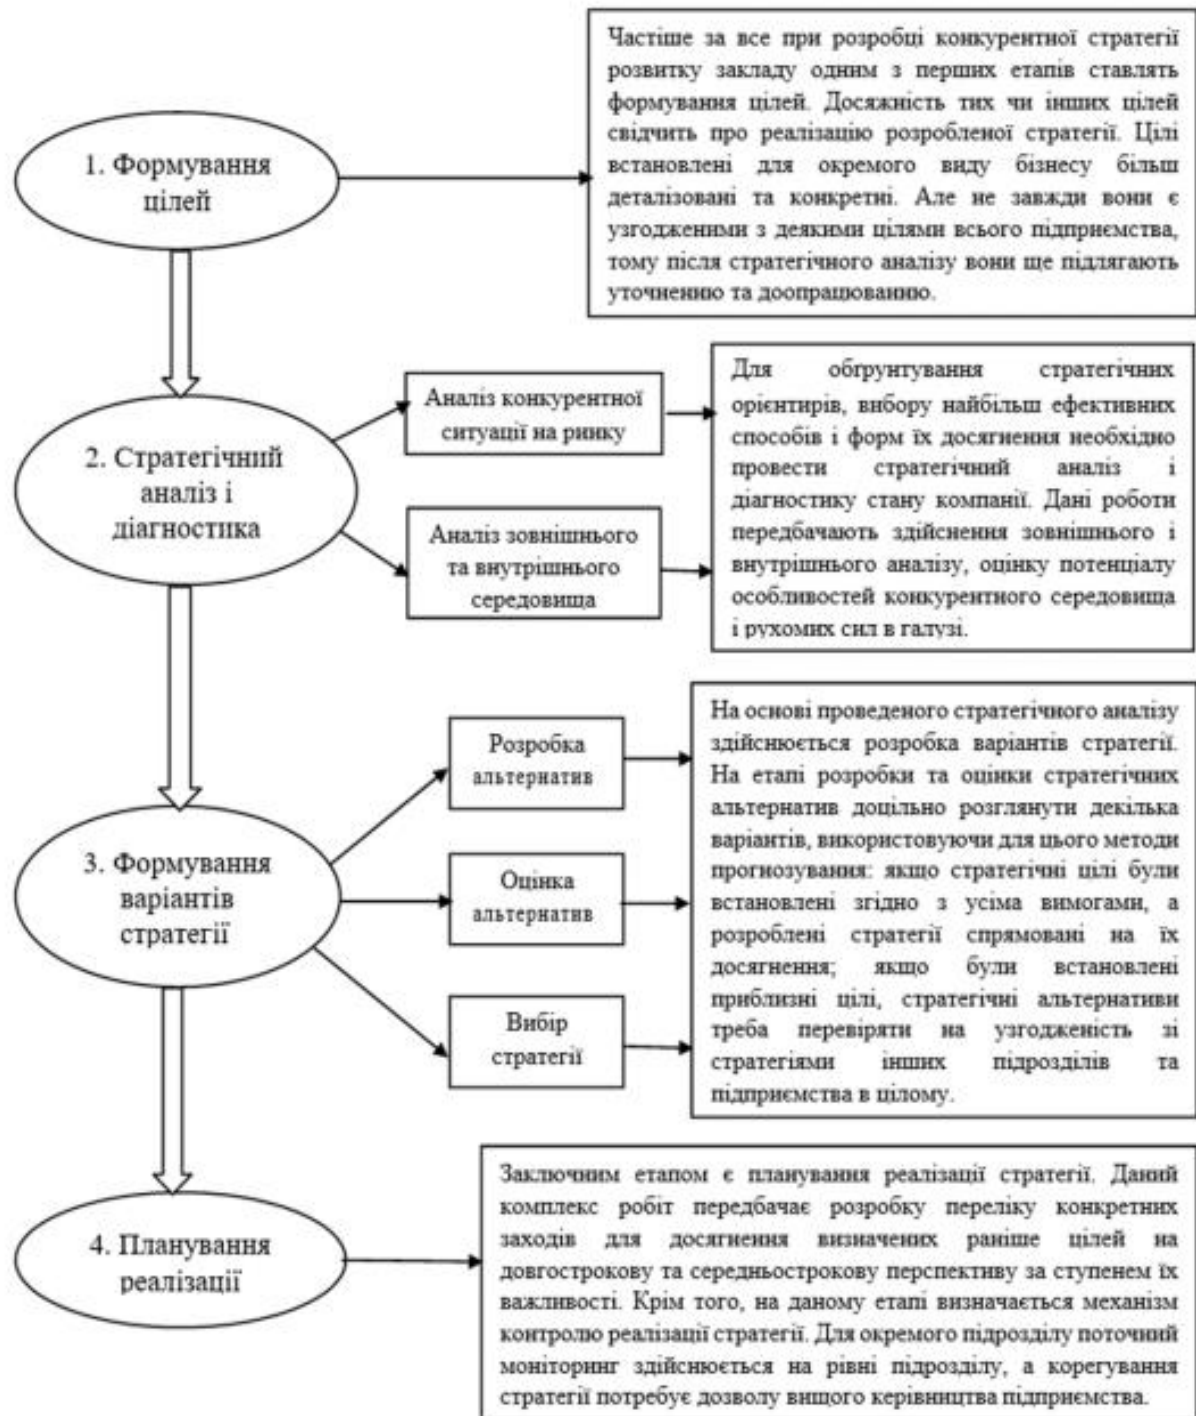 1. Формування
цілей
Частіше за все при розробці конкурентної стратегії
розвитку закладу одним з перших етапів ставлять
формування цілей. Досяжність тих чи інших цілей
свідчить про реалізацію розробленої стратегії. Цілі
встановлені для окремого виду бізнесу більш
деталізовані та конкретні. Але не завжди вони є
узгодженими з деякими цілями всього підприємства,
тому після стратегічного аналізу вони ще підлягають
уточненню та доопрацюванню.
2. Стратегічний
аналіз і
діагностика
Аналіз конкурентної
ситуації на ринку
Аналіз зовнішнього
та внутрішнього
середовища
Для обґрунтування стратегічних
орієнтирів, вибору найбільш ефективних
способів і форм їх досягнення необхідно
провести стратегічний аналіз і
діагностику стану компанії. Дані роботи
передбачають здійснення зовнішнього і
внутрішнього аналізу, оцінку потенціалу
особливостей конкурентного середовища
і рухомих сил в галузі.
3. Формування
варіантів
стратегії
Розробка
альтернатив
Оцінка
альтернатив
Вибір
стратегії
На основі проведеного стратегічного аналізу
здійснюється розробка варіантів стратегії.
На етапі розробки та оцінки стратегічних
альтернатив доцільно розглянути декілька
варіантів, використовуючи для цього методи
прогнозування: якщо стратегічні цілі були
встановлені згідно з усіма вимогами, а
розроблені стратегії спрямовані на їх
досягнення; якщо були встановлені
приблизні цілі, стратегічні альтернативи
треба перевіряти на узгодженість зі
стратегіями інших підрозділів та
підприємства в цілому.
4. Планування
реалізації
Заключним етапом є планування реалізації стратегії. Даний
комплекс робіт передбачає розробку переліку конкретних
заходів для досягнення визначених раніше цілей на
довгострокову та середньострокову перспективу за ступенем їх
важливості. Крім того, на даному етапі визначається механізм
контролю реалізації стратегії. Для окремого підрозділу поточний
моніторинг здійснюється на рівні підрозділу, а корегування
стратегії потребує дозволу вищого керівництва підприємства.